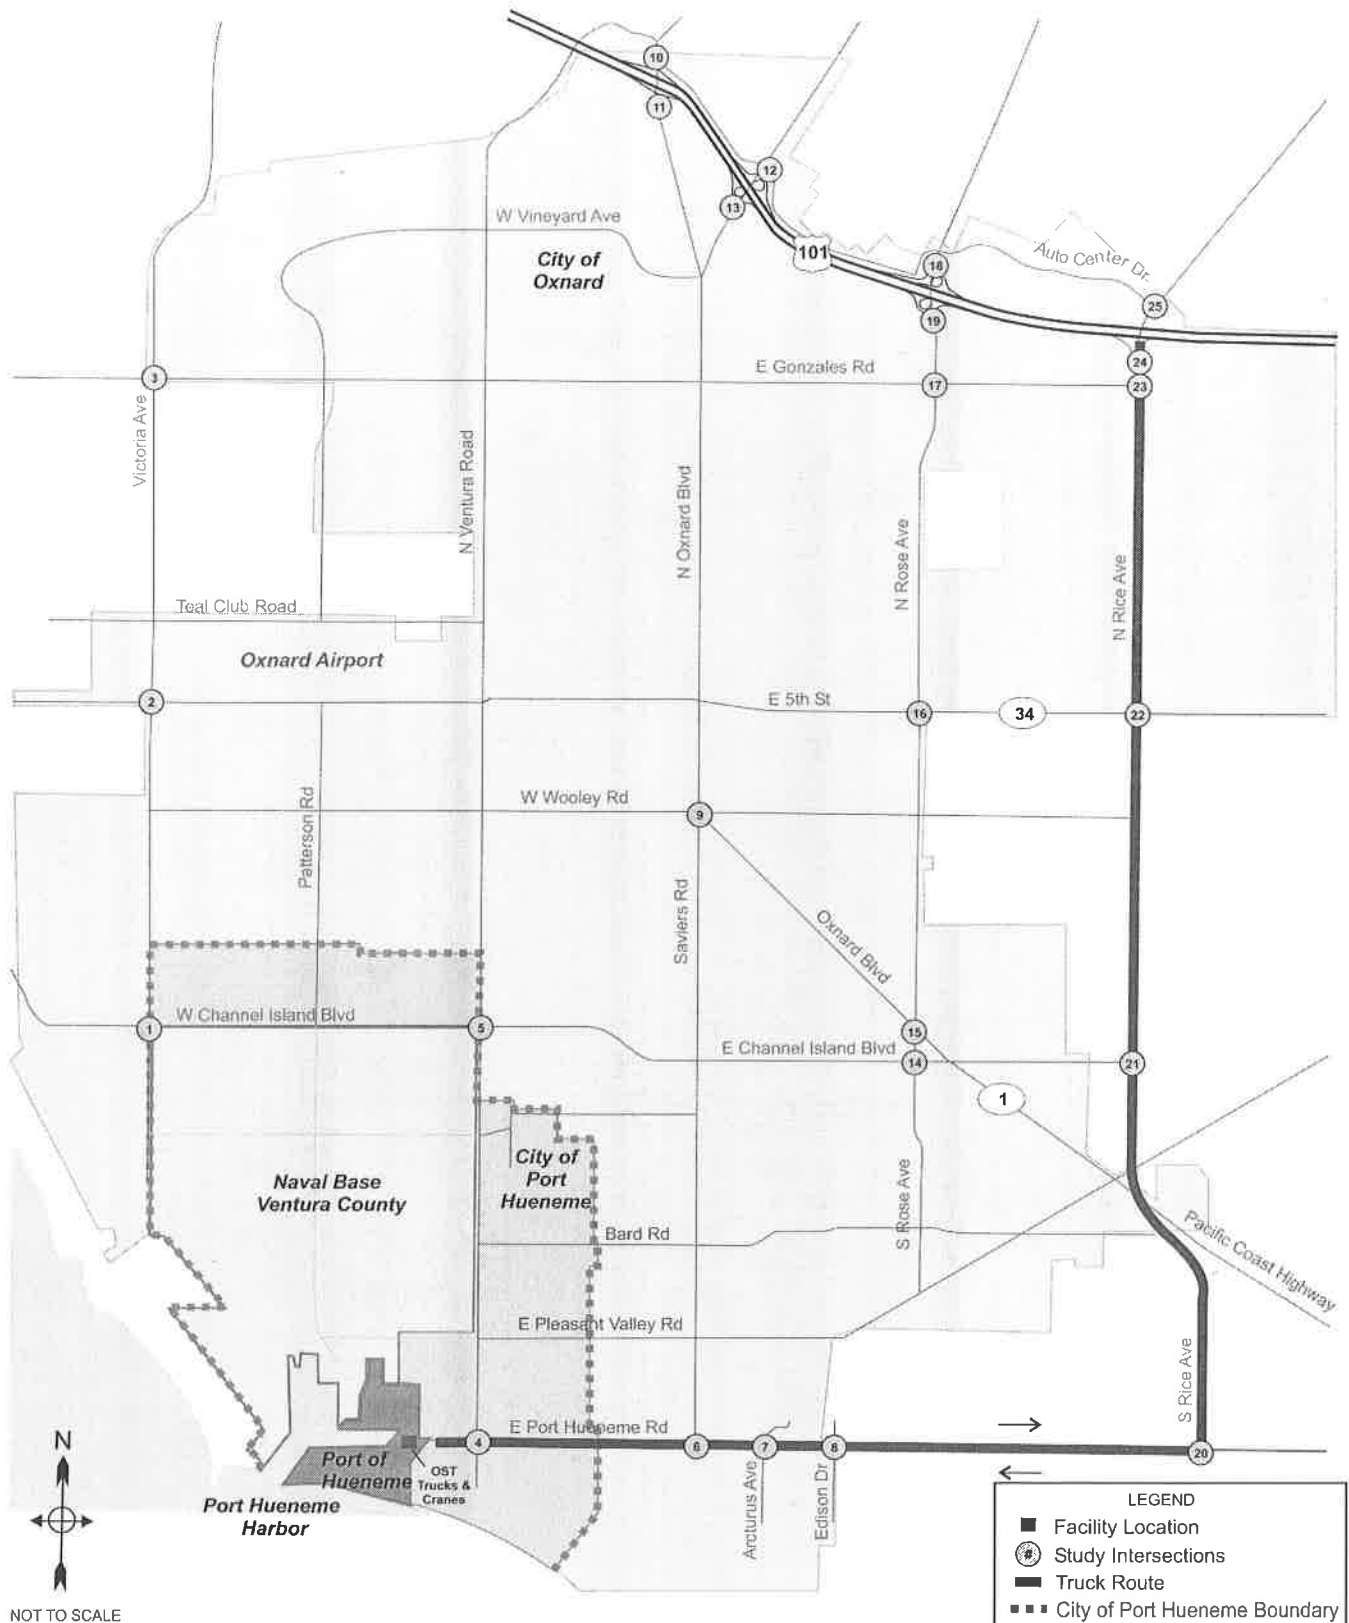 10
11
12
13
W Vineyard Ave
City of
Oxnard
101
18
Auto Center Dr.
19
25
24
3
E Gonzales Rd
17
23
Victoria Ave
N Ventura Road
N Oxnard Blvd
N Rose Ave
N Rice Ave
Teal Club Road
Oxnard Airport
2
E 5th St
16
34
22
Patterson Rd
W Wooley Rd
9
Saviers Rd
Oxnard Blvd
1
W Channel Island Blvd
5
15
E Channel Island Blvd
14
21
1
City of
Port
Hueneme
Naval Base
Ventura County
S Rose Ave
Bard Rd
Pacific Coast Highway
E Pleasant Valley Rd
S Rice Ave
E Port Hueneme Rd
4
6
7
8
20
Port of
Hueneme
OST
Trucks &
Cranes
Port Hueneme
Harbor
Arcturus Ave
Edison Dr
N
NOT TO SCALE
LEGEND
Facility Location
# Study Intersections
Truck Route
City of Port Hueneme Boundary